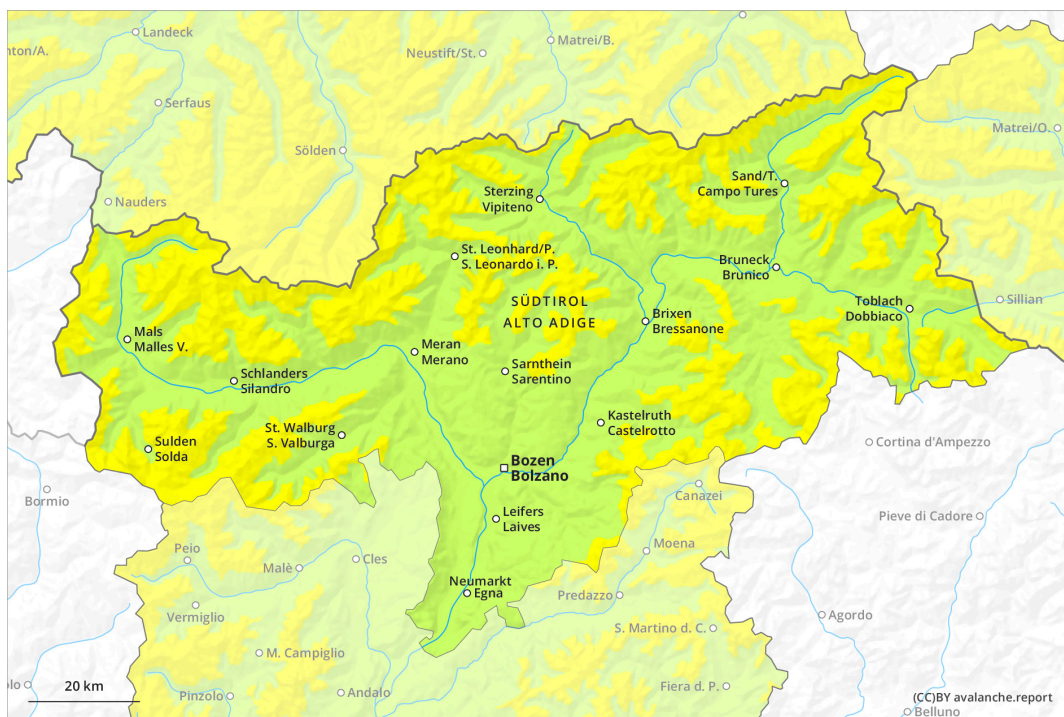 Landeck
nton/A.
Matrei/B.
Neustift/St.
Serfaus
Matrei/O.
Sölden
Sand/T.
Campo Tures
Sterzing
Vipiteno
Nauders
St. Leonhard/P.
S. Leonardo i. P.
Bruneck
Brunico
SÜDTIROL
ALTO ADIGE
Toblach
Dobbiaco
Sillian
Brixen
Bressanone
Mals
Malles V.
Meran
Merano
Sarnthein
Sarentino
Schlanders
Silandro
Kastelruth
Castelrotto
St. Walburg
S. Valburga
Sulden
Solda
Cortina d'Ampezzo
Bozen
Bolzano
Bormio
Canazei
Pieve di Cadore
Leifers
Laives
Peio
Moena
Cles
Malè
Neumarkt
Egna
Predazzo
Vermiglio
Agordo
S. Martino d. C.
M. Campiglio
olo
20 km
Pinzolo
Andalo
Fiera d. P.
(CC)BY avalanche.report
Belluno